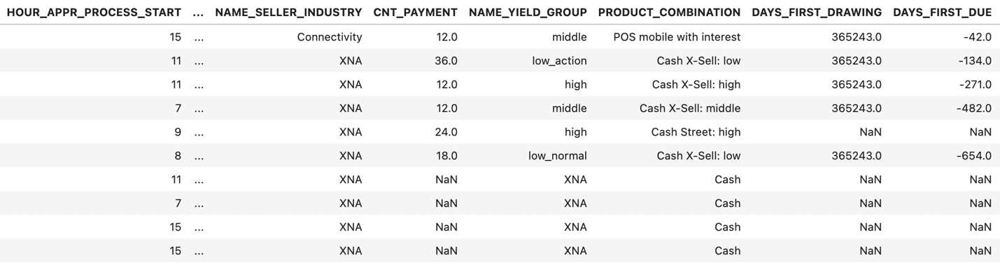 HOUR_APPR_PROCESS_START ... NAME_SELLER_INDUSTRY CNT_PAYMENT NAME_YIELD_GROUP PRODUCT_COMBINATION DAYS_FIRST_DRAWING DAYS_FIRST_DUE
15 ... Connectivity 12.0 middle POS mobile with interest 365243.0 -42.0
11 ... XNA 36.0 low_action Cash X-Sell: low 365243.0 -134.0
11 ... XNA 12.0 high Cash X-Sell: high 365243.0 -271.0
7 ... XNA 12.0 middle Cash X-Sell: middle 365243.0 -482.0
9 ... XNA 24.0 high Cash Street: high NaN NaN
8 ... XNA 18.0 low_normal Cash X-Sell: low 365243.0 -654.0
11 ... XNA NaN XNA Cash NaN NaN
7 ... XNA NaN XNA Cash NaN NaN
15 ... XNA NaN XNA Cash NaN NaN
15 ... XNA NaN XNA Cash NaN NaN